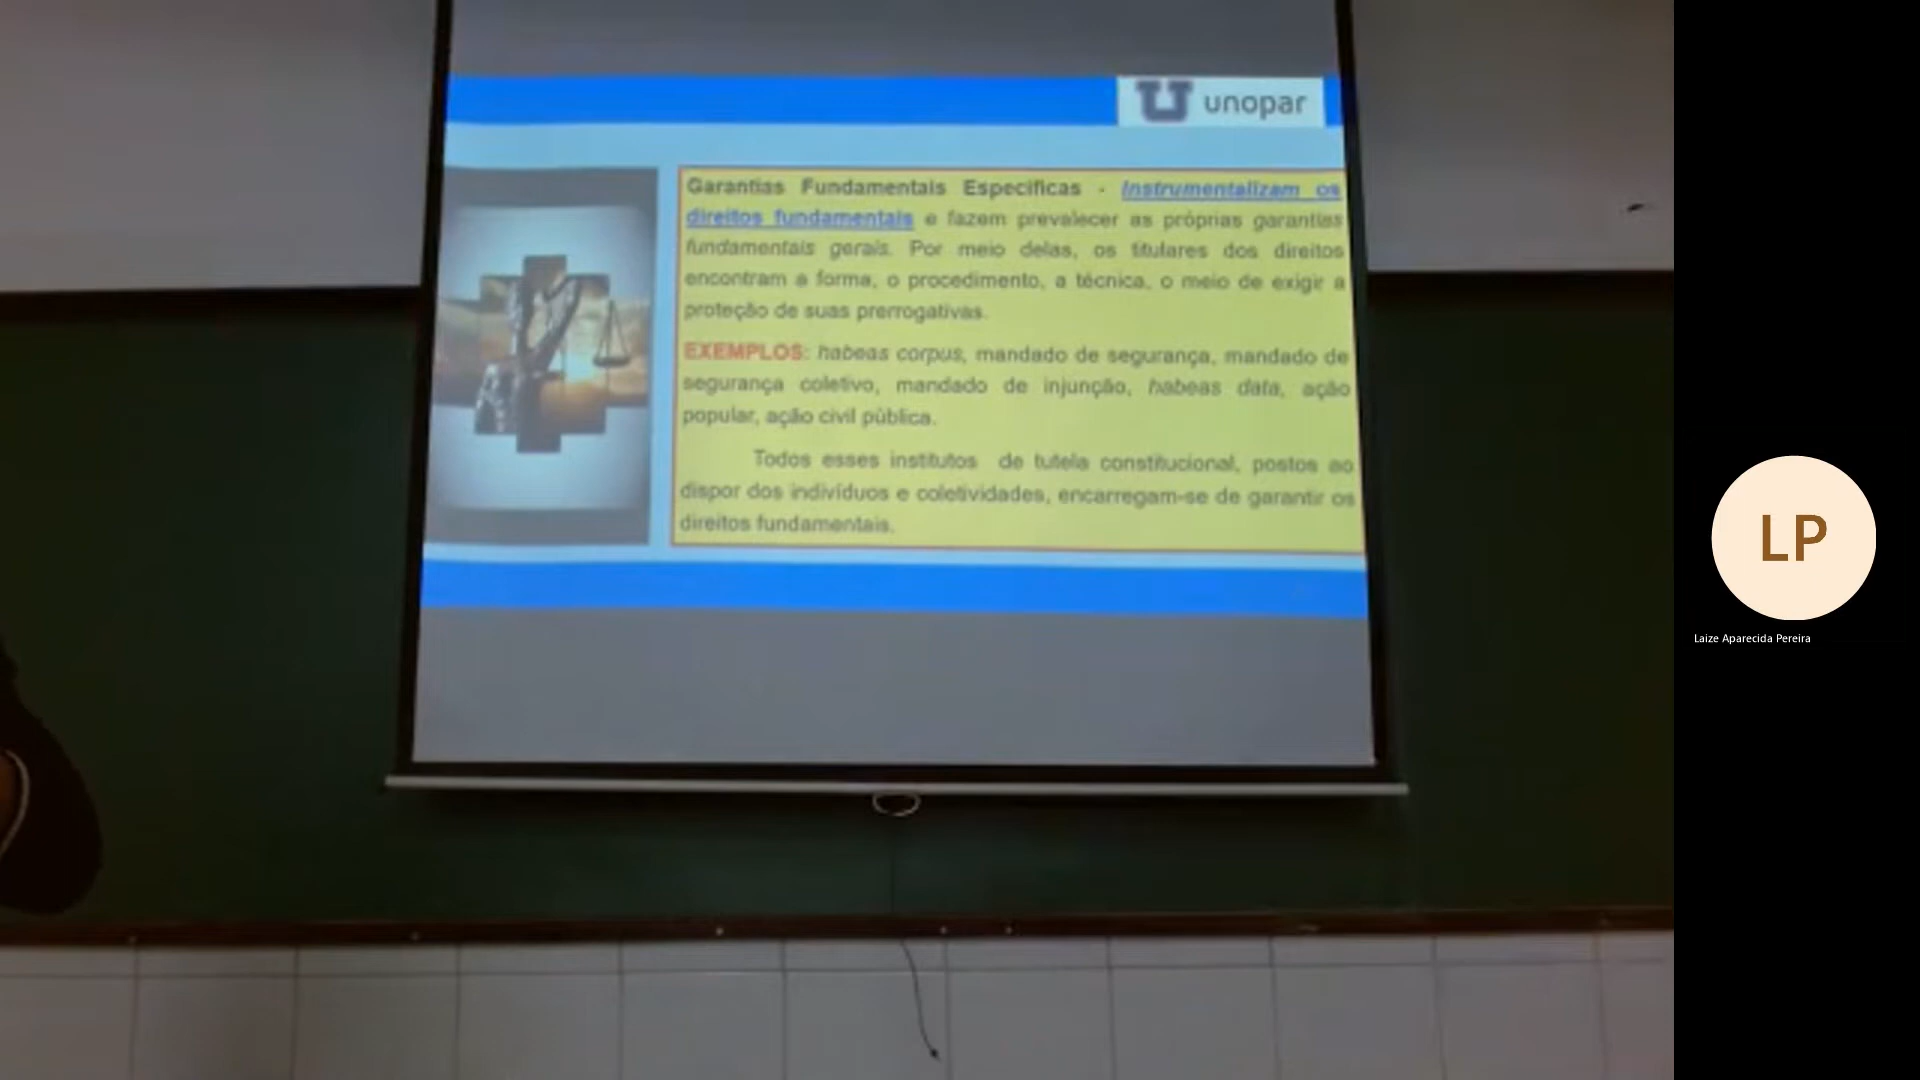 unopar
Garantias Fundamentais Especificas - Instrumentalizam os
direitos fundamentais e fazem prevalecer as próprias garantias
fundamentais gerais. Por meio delas, os titulares dos direitos
encontram a forma, o procedimento, a técnica, o meio de exigir a
proteção de suas prerrogativas.
EXEMPLOS: habeas corpus, mandado de segurança, mandado de
segurança coletivo, mandado de injunção, habeas data, ação
popular, ação civil pública.
Todos esses institutos de tutela constitucional, postos ao
dispor dos indivíduos e coletividades, encarregam-se de garantir os
direitos fundamentais.
LP
Laize Aparecida Pereira